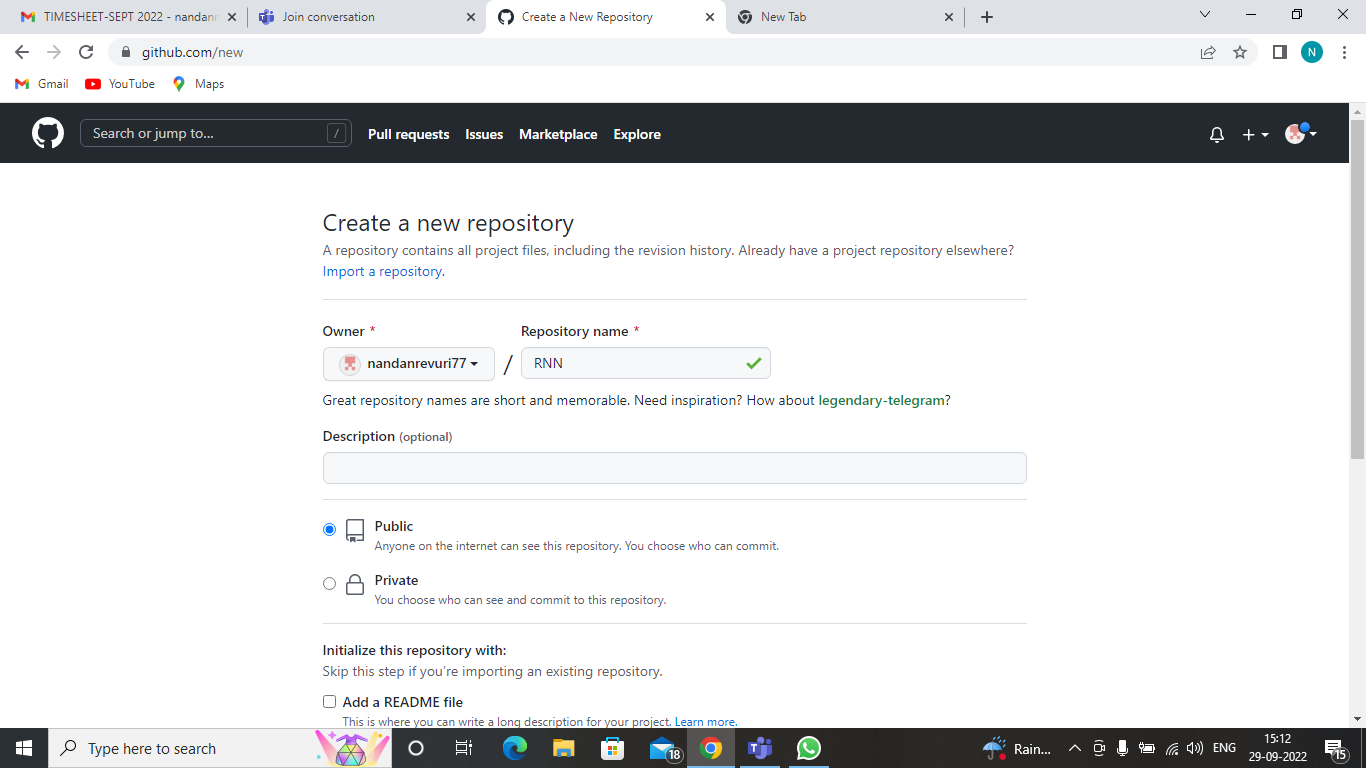 TIMESHEET-SEPT 2022 - nandanr
Join conversation
Create a New Repository
New Tab
github.com/new
N
Gmail
YouTube
Maps
Search or jump to...
/
Pull requests
Issues
Marketplace
Explore
Create a new repository
A repository contains all project files, including the revision history. Already have a project repository elsewhere?
Import a repository.
Owner *
Repository name *
nandanrevuri77
/
RNN
Great repository names are short and memorable. Need inspiration? How about legendary-telegram?
Description (optional)
Public
Anyone on the internet can see this repository. You choose who can commit.
Private
You choose who can see and commit to this repository.
Initialize this repository with:
Skip this step if you're importing an existing repository.
Add a README file
This is where you can write a long description for your project. Learn more.
Type here to search
18
Rain...
ENG
15:12
29-09-2022
15